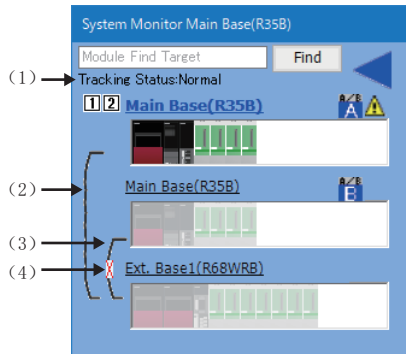 System Monitor Main Base(R35B)
Module Find Target
Find
(1)
Tracking Status:Normal
1 2 Main Base(R35B)
A/B
A
(2)
Main Base(R35B)
A/B
B
(3)
(4)
Ext. Base1(R68WRB)